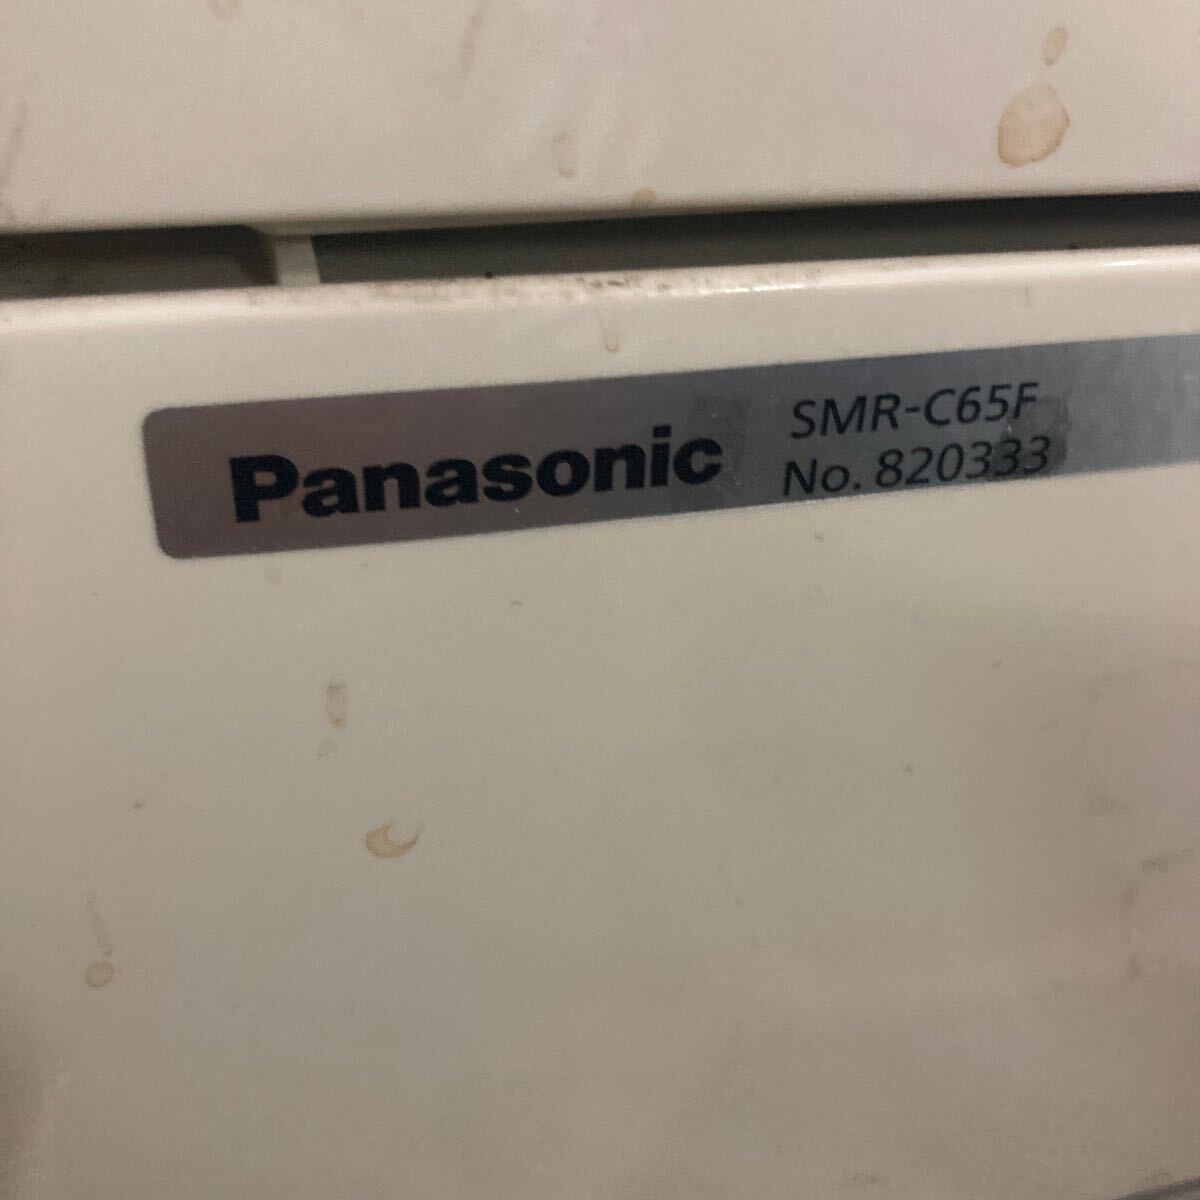 Panasonic
SMR-C65F
No. 820333